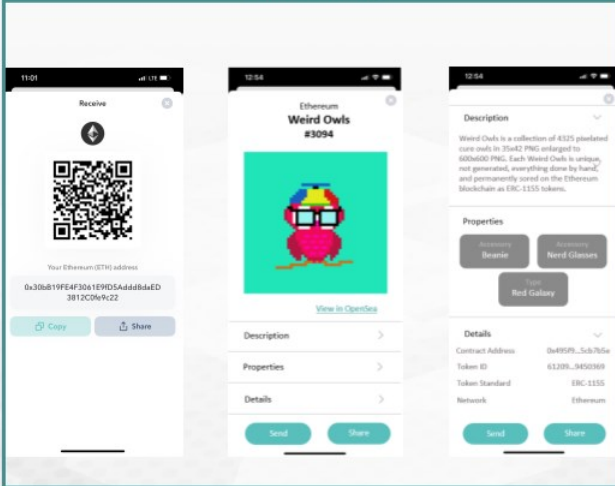 11:01
LTE
Receive
Your Ethereum (ETH) address
0x30bB19FE4F3061E9fD5Addd8daED
3812C0fe9c22
Copy
Share
12:54
Ethereum
Weird Owls
#3094
View in OpenSea
Description
Properties
Details
Send
Share
12:54
Description
Weird Owls is a collection of 4325 pixelated
cure owls in 35x42 PNG enlarged to
600x600 PNG. Each Weird Owls is unique,
not generated, everything done by hand,
and permanently sored on the Ethereum
blockchain as ERC-1155 tokens.
Properties
Accessory
Beanie
Accessory
Nerd Glasses
Type
Red Galaxy
Details
Contract Address 0x495f9...5cb7b5e
Token ID 61209...9450369
Token Standard ERC-1155
Network Ethereum
Send
Share